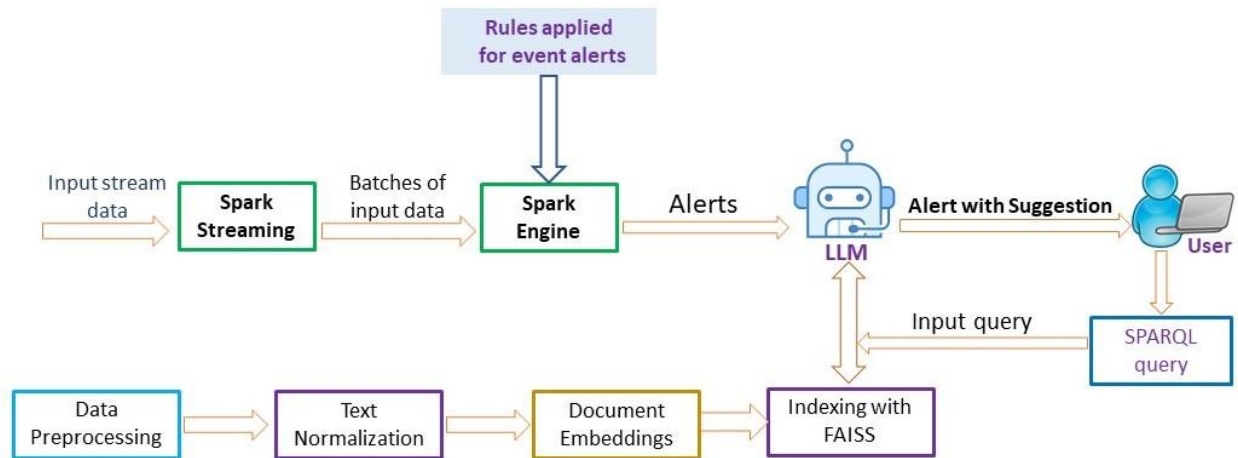 Rules applied
for event alerts
Input stream
data
Spark
Streaming
Batches of
input data
Spark
Engine
Alerts
LLM
Alert with Suggestion
User
Input query
SPARQL
query
Data
Preprocessing
Text
Normalization
Document
Embeddings
Indexing with
FAISS